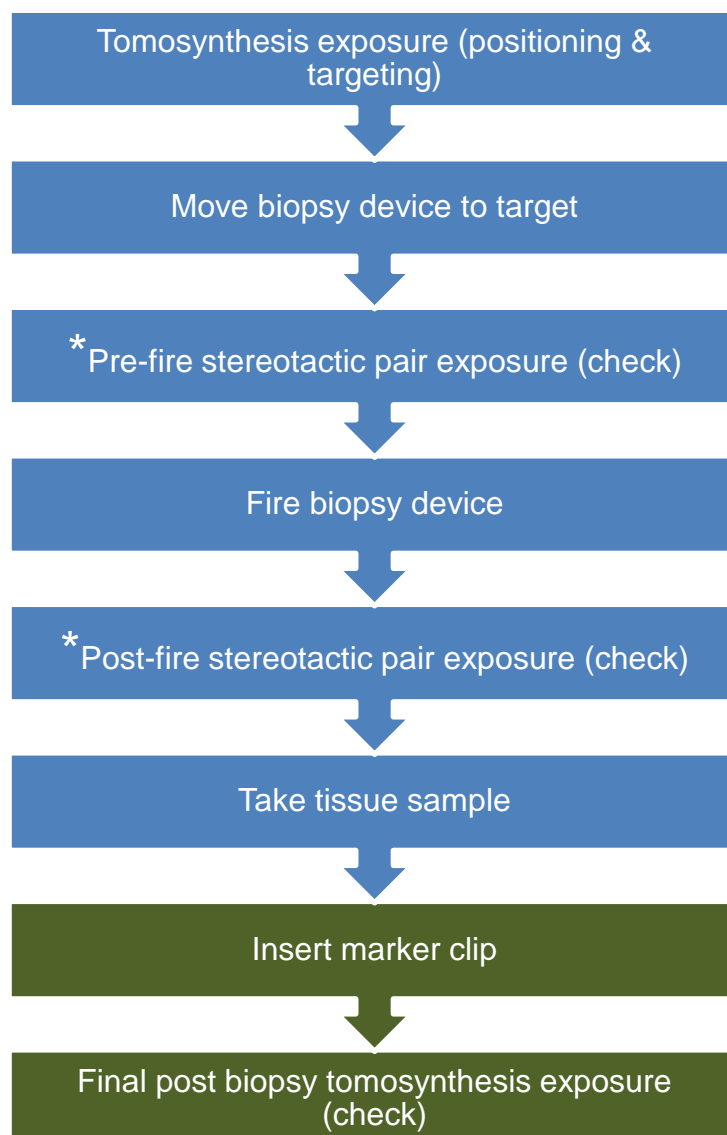 Tomosynthesis exposure (positioning &
targeting)
Move biopsy device to target
*Pre-fire stereotactic pair exposure (check)
Fire biopsy device
*Post-fire stereotactic pair exposure (check)
Take tissue sample
Insert marker clip
Final post biopsy tomosynthesis exposure
(check)